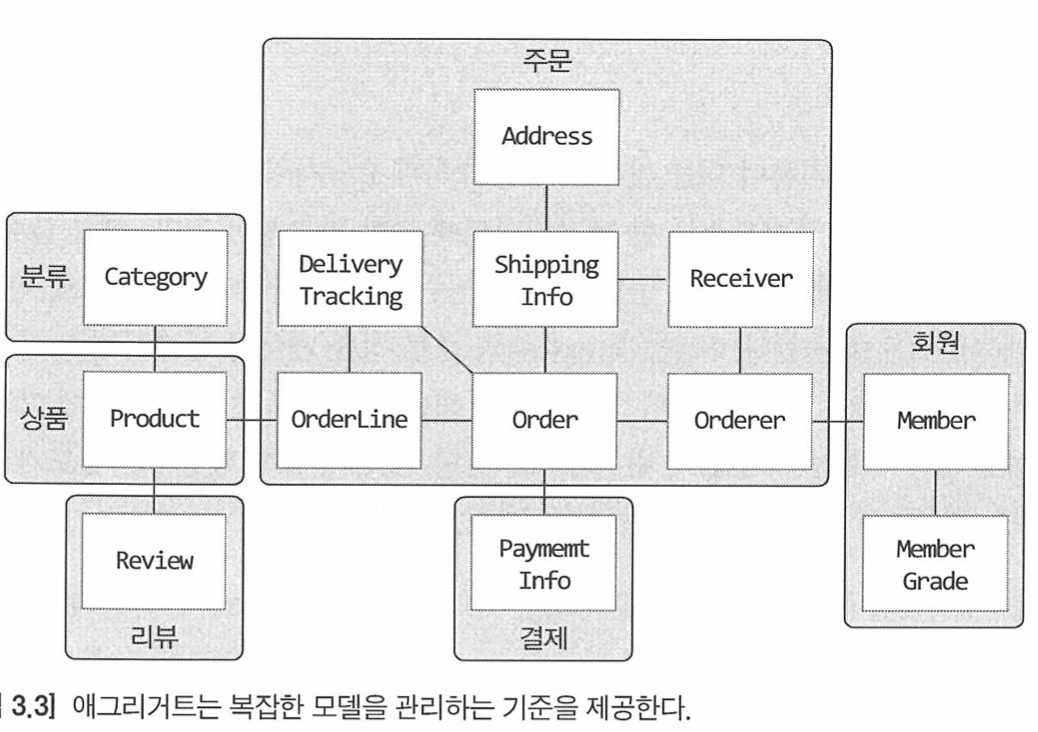 주문
Address
분류
Category
Delivery
Tracking
Shipping
Info
Receiver
회원
상품
Product
OrderLine
Order
Orderer
Member
Review
리뷰
Paymemt
Info
결제
Member
Grade
3.3] 애그리거트는 복잡한 모델을 관리하는 기준을 제공한다.